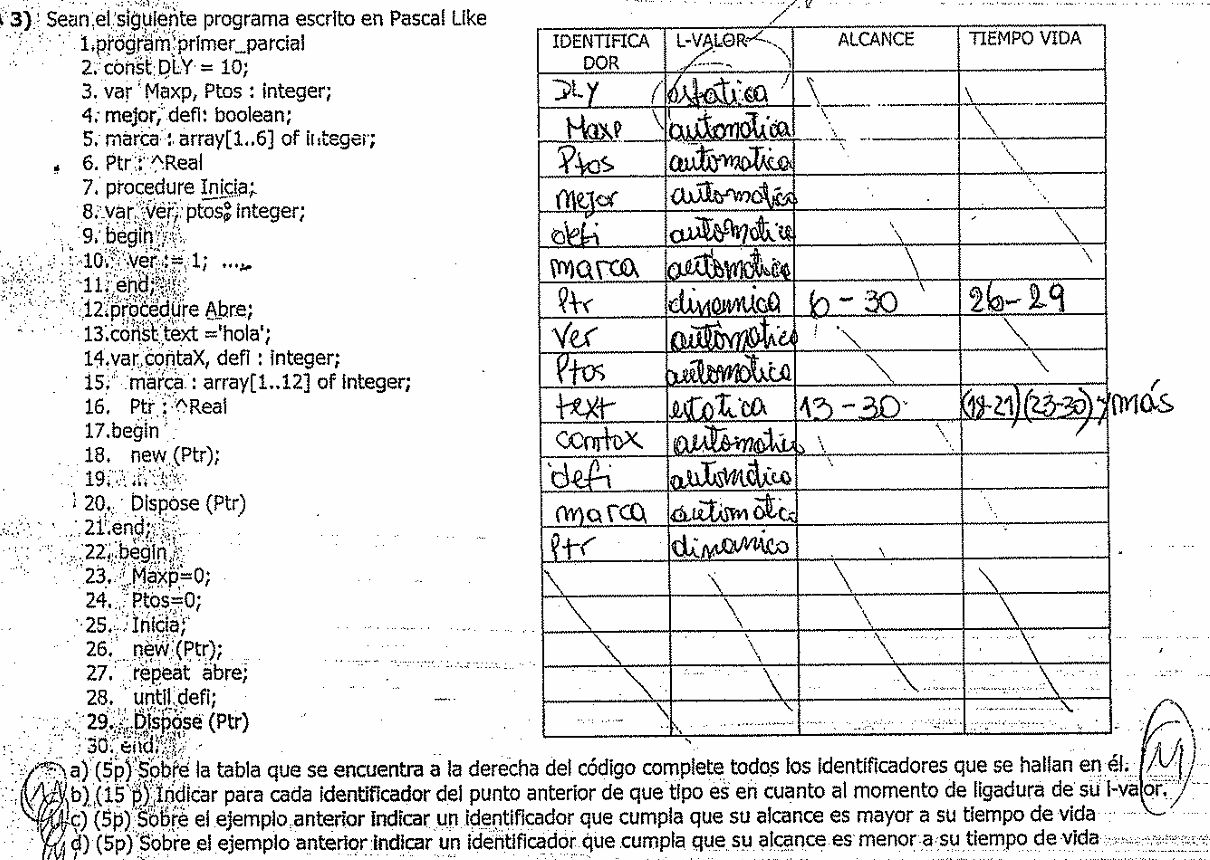 3) Sean el siguiente programa escrito en Pascal Like
1.program primer_parcial
2. const DLY = 10;
3. var Maxp, Ptos : integer;
4. mejor, defi: boolean;
5. marca : array[1..6] of integer;
6. Ptr : ^Real
7. procedure Inicia;
8. var ver, ptos: integer;
9. begin
10. ver := 1; ....
11. end;
12.procedure Abre;
13.const text ='hola';
14.var contaX, defi : integer;
15. marca : array[1..12] of integer;
16. Ptr : ^Real
17.begin
18. new (Ptr);
19.
20. Dispose (Ptr)
21.end;
22. begin
23. Maxp=0;
24. Ptos=0;
25. Inicia;
26. new (Ptr);
27. repeat abre;
28. until defi;
29. Dispose (Ptr)
30. end.
IDENTIFICA DOR L-VALOR ALCANCE TIEMPO VIDA
DLY estatica
Maxp automatica
Ptos automatica
mejor automatica
defi automatica
marca automatica
Ptr dinamica 6 - 30 26 - 29
Ver automatica
Ptos automatica
text estatica 13 - 30 (18-21)(23-30) y más
contax automatica
defi automatica
marca automatica
Ptr dinamico
a) (5p) Sobre la tabla que se encuentra a la derecha del código complete todos los identificadores que se hallan en él.
b) (15 p) Indicar para cada identificador del punto anterior de que tipo es en cuanto al momento de ligadura de su l-valor.
c) (5p) Sobre el ejemplo anterior indicar un identificador que cumpla que su alcance es mayor a su tiempo de vida
d) (5p) Sobre el ejemplo anterior indicar un identificador que cumpla que su alcance es menor a su tiempo de vida